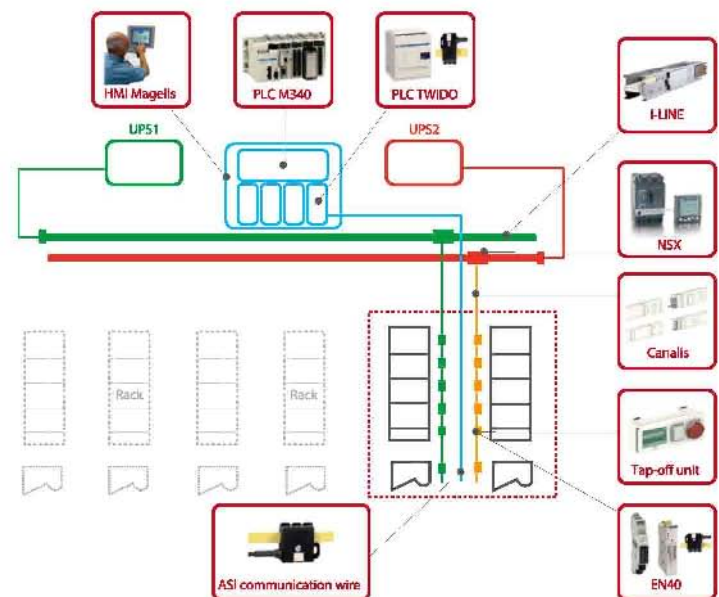 HMI Magelis
PLC M340
PLC TWIDO
I-LINE
UPS1
UPS2
NSX
Canalis
Rack
Rack
Tap-off unit
ASI communication wire
EN40